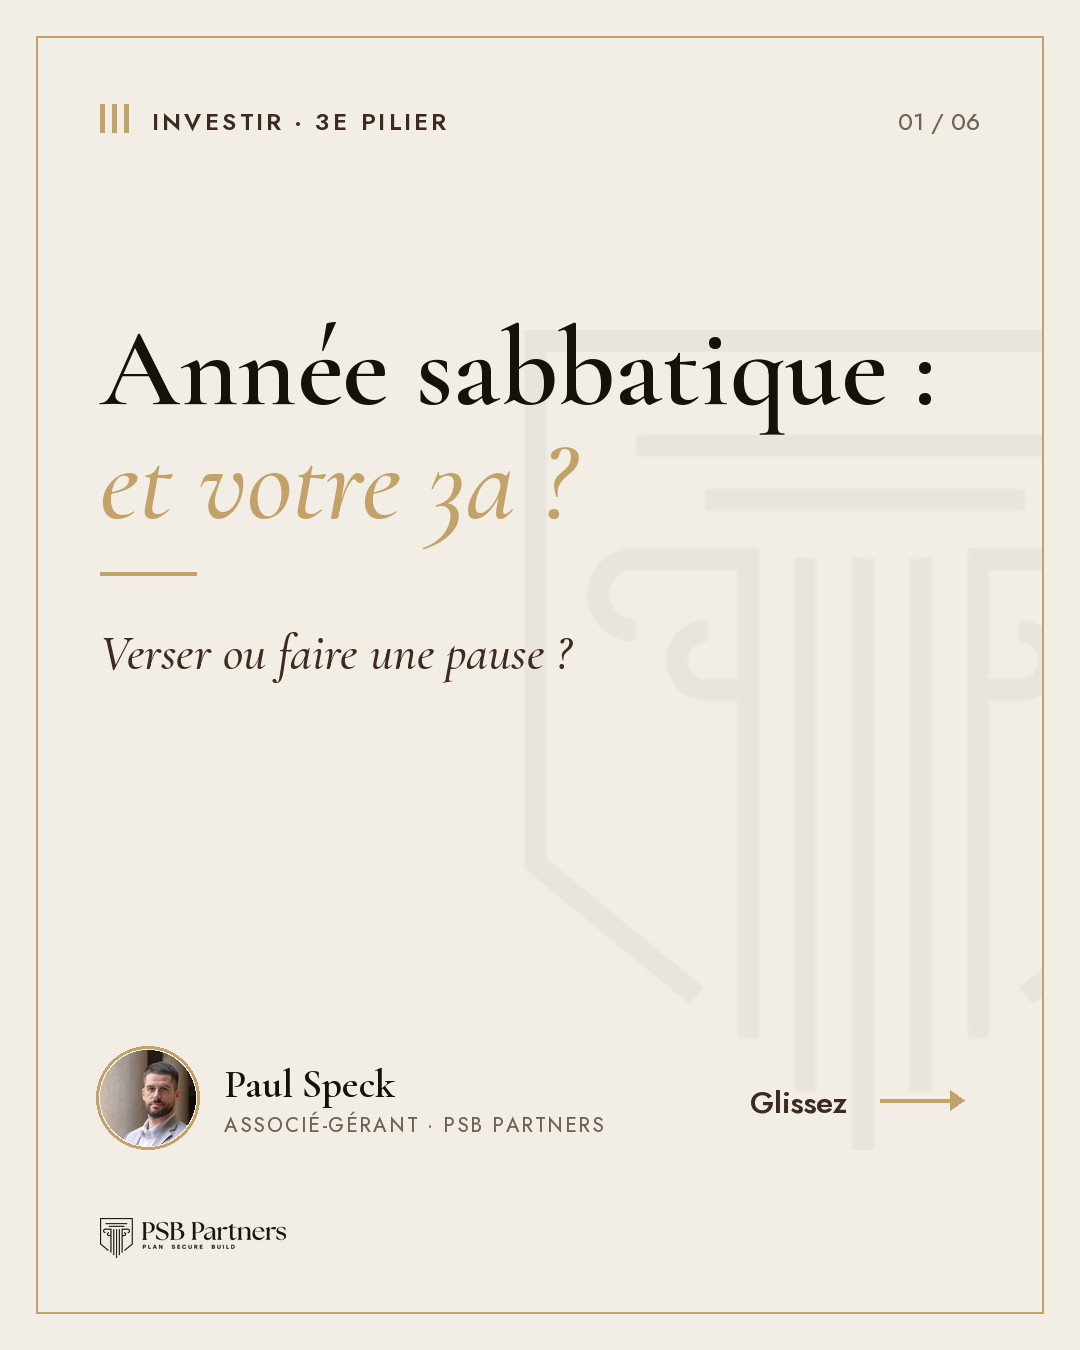 INVESTIR · 3E PILIER
01 / 06
Année sabbatique :
et votre 3a ?
Verser ou faire une pause ?
Paul Speck
ASSOCIÉ-GÉRANT · PSB PARTNERS
Glissez
PSB Partners
PLAN SECURE BUILD